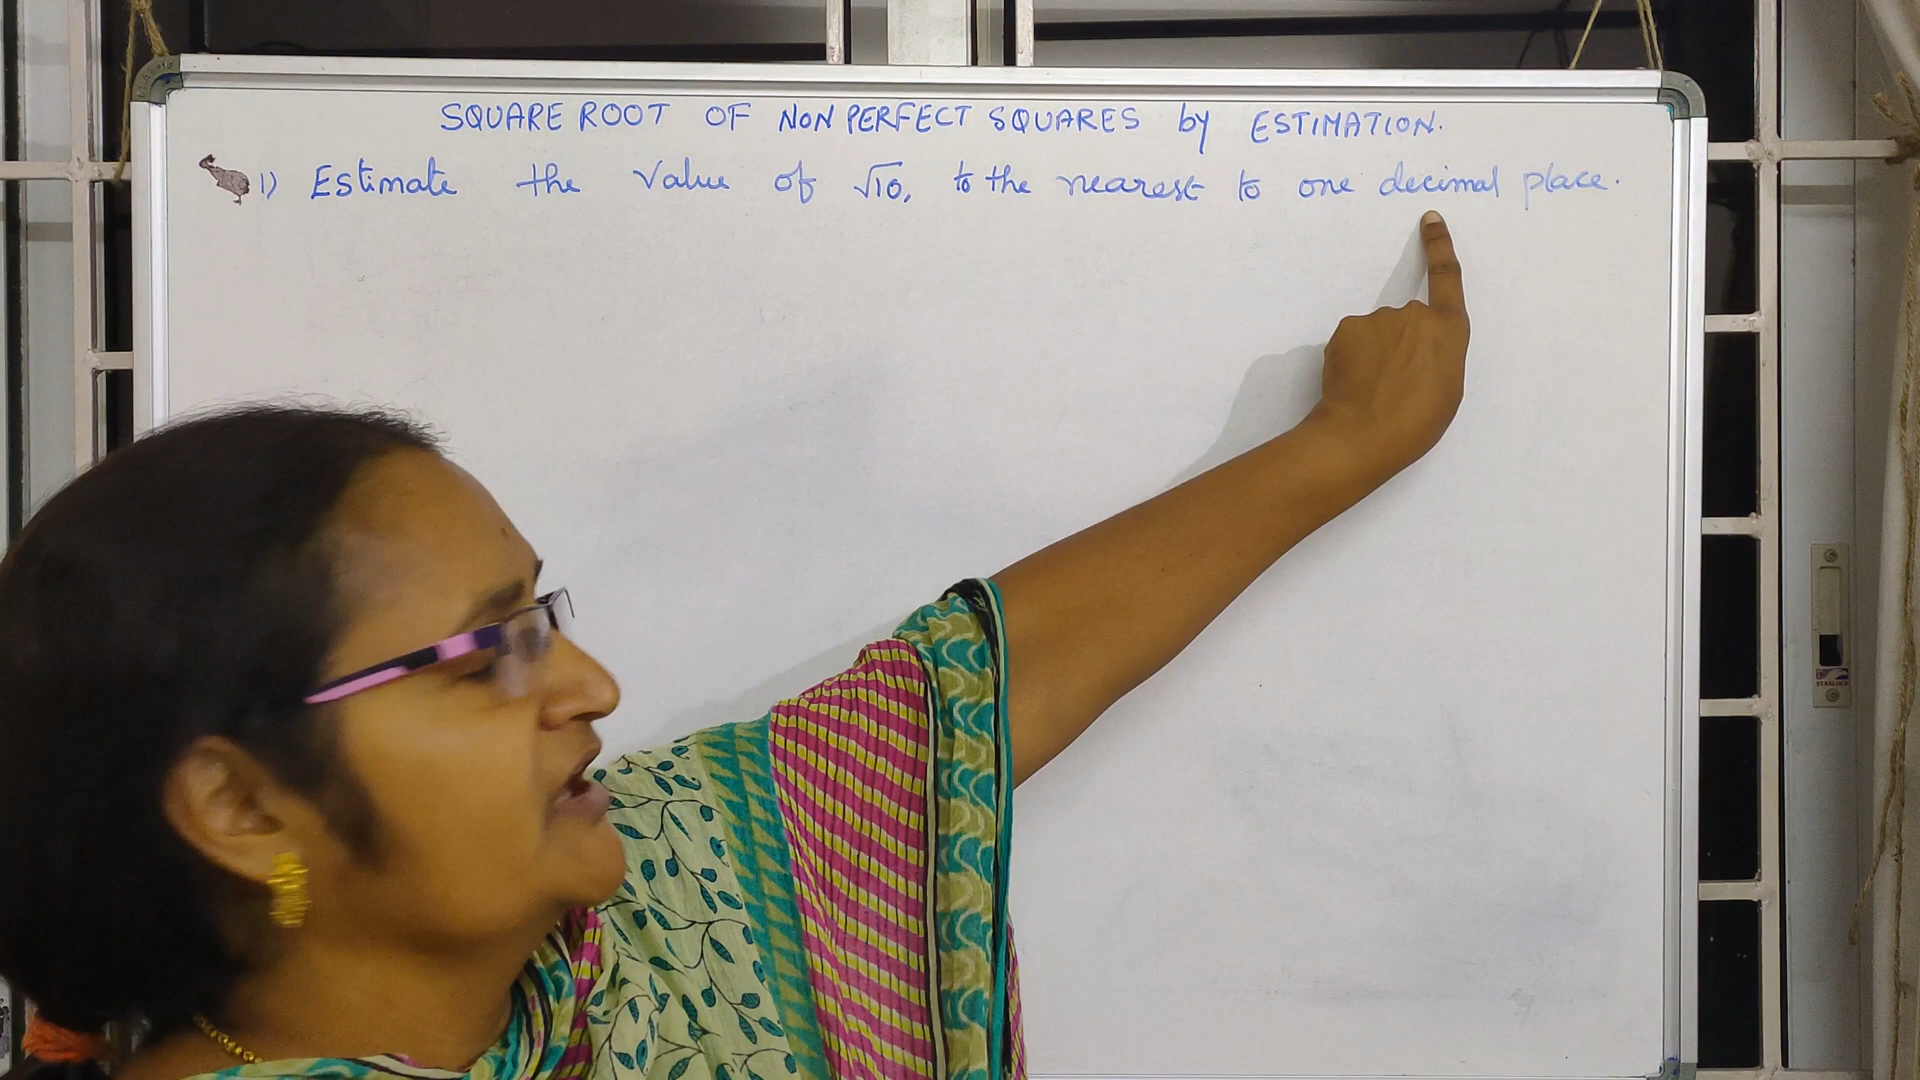 SQUARE ROOT OF NON PERFECT SQUARES by ESTIMATION.
1) Estimate the Value of √10, to the nearest to one decimal place.